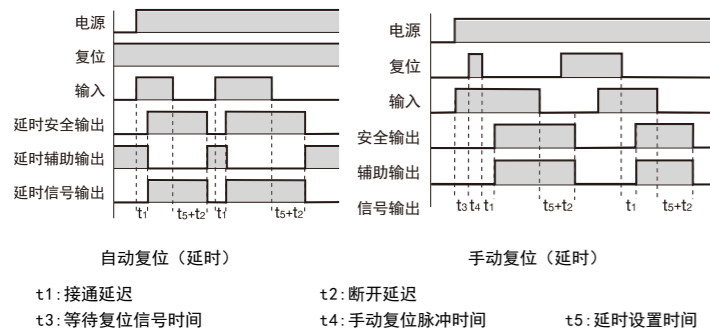 电源
复位
输入
延时安全输出
延时辅助输出
延时信号输出
t1 t5+t2 t1 t5+t2
自动复位（延时）
电源
复位
输入
安全输出
辅助输出
信号输出
t3 t4 t1 t5+t2 t1 t5+t2
手动复位（延时）
t1:接通延迟 t2:断开延迟
t3:等待复位信号时间 t4:手动复位脉冲时间 t5:延时设置时间